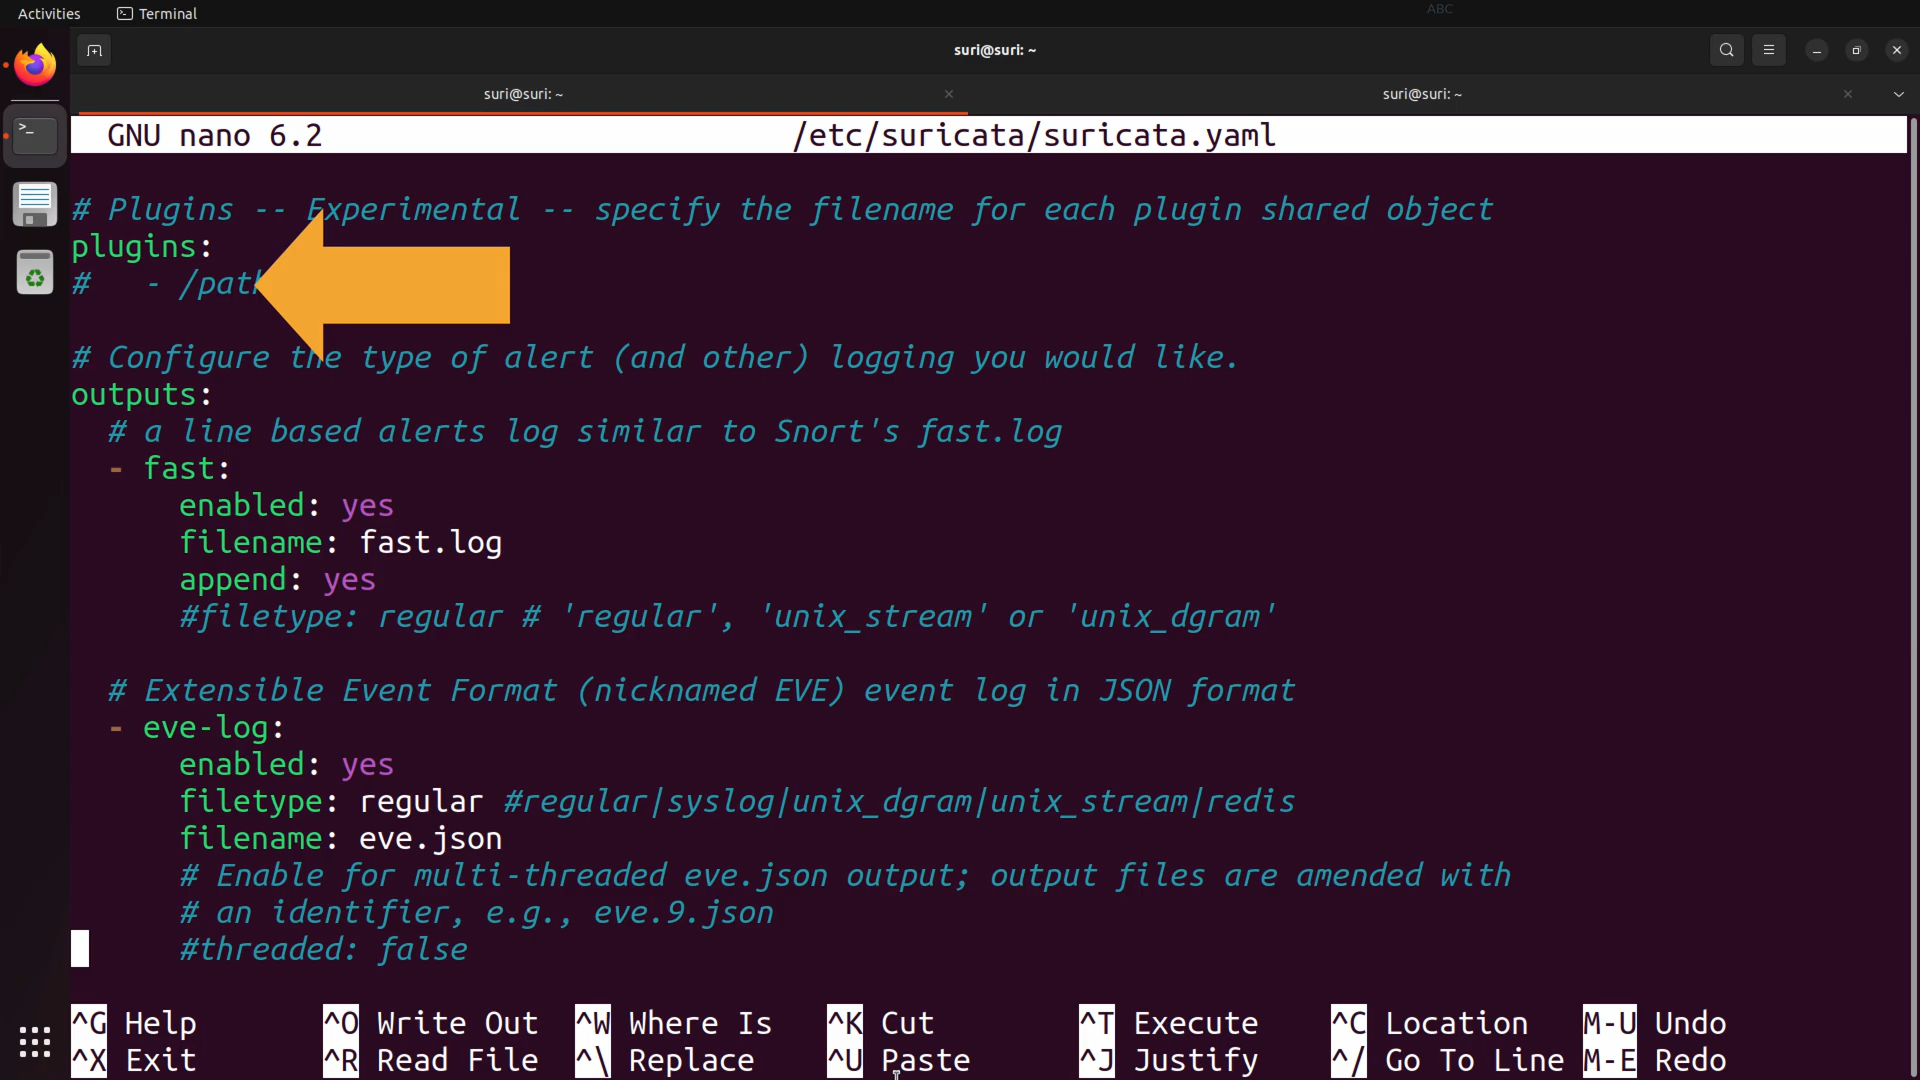 ABC
Activities Terminal
suri@suri: ~
suri@suri: ~ suri@suri: ~
GNU nano 6.2 /etc/suricata/suricata.yaml
# Plugins -- Experimental -- specify the filename for each plugin shared object
plugins:
# - 
# Configure the type of alert (and other) logging you would like.
outputs:
# a line based alerts log similar to Snort's fast.log
- fast:
enabled: yes
filename: fast.log
append: yes
#filetype: regular # 'regular', 'unix_stream' or 'unix_dgram'
# Extensible Event Format (nicknamed EVE) event log in JSON format
- eve-log:
enabled: yes
filetype: regular #regular|syslog|unix_dgram|unix_stream|redis
filename: eve.json
# Enable for multi-threaded eve.json output; output files are amended with
# an identifier, e.g., eve.9.json
#threaded: false
^G Help ^O Write Out ^W Where Is ^K Cut ^T Execute ^C Location M-U Undo
^X Exit ^R Read File ^\ Replace ^U Paste ^J Justify ^/ Go To Line M-E Redo